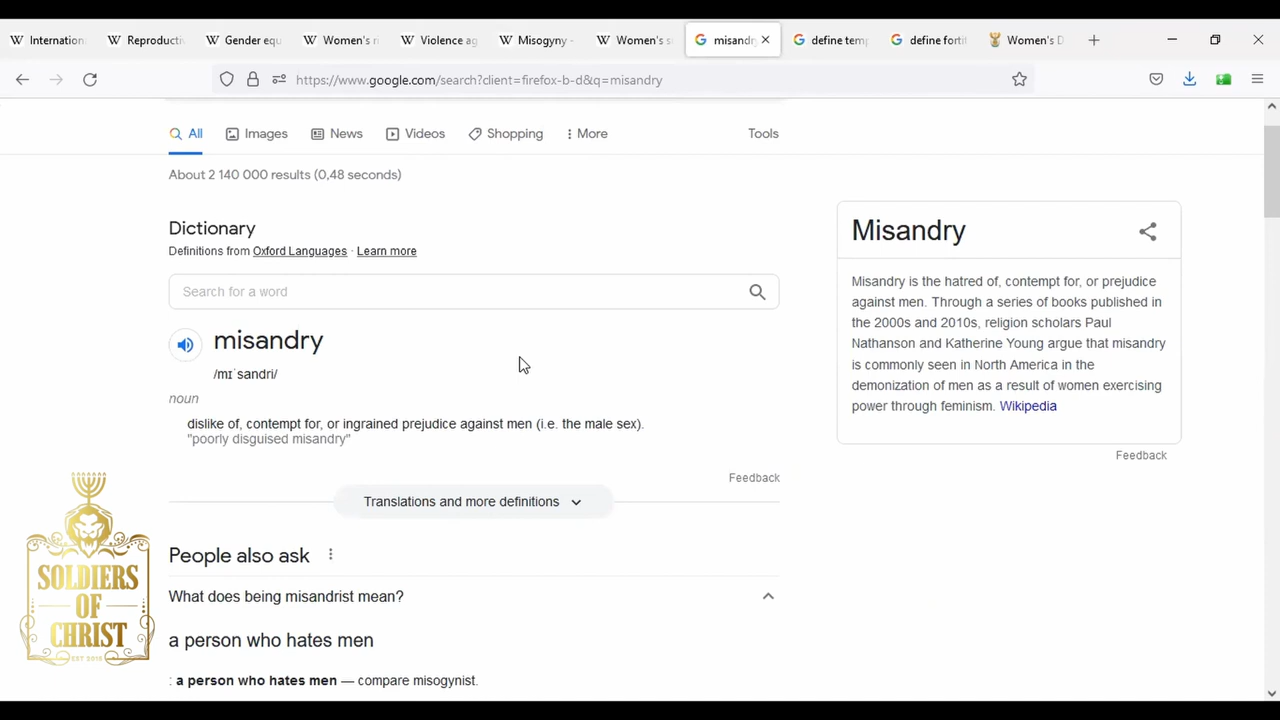 Internation
Reproductiv
Gender equ
Women's ri
Violence ag
Misogyny -
Women's s
misandry
define temp
define fortit
Women's D
https://www.google.com/search?client=firefox-b-d&q=misandry
All
Images
News
Videos
Shopping
More
Tools
About 2 140 000 results (0,48 seconds)
Dictionary
Definitions from Oxford Languages · Learn more
Search for a word
misandry
/mɪˈsandri/
noun
dislike of, contempt for, or ingrained prejudice against men (i.e. the male sex).
"poorly disguised misandry"
Feedback
Translations and more definitions
People also ask
What does being misandrist mean?
a person who hates men
: a person who hates men — compare misogynist.
Misandry
Misandry is the hatred of, contempt for, or prejudice
against men. Through a series of books published in
the 2000s and 2010s, religion scholars Paul
Nathanson and Katherine Young argue that misandry
is commonly seen in North America in the
demonization of men as a result of women exercising
power through feminism. Wikipedia
Feedback
SOLDIERS
OF
CHRIST